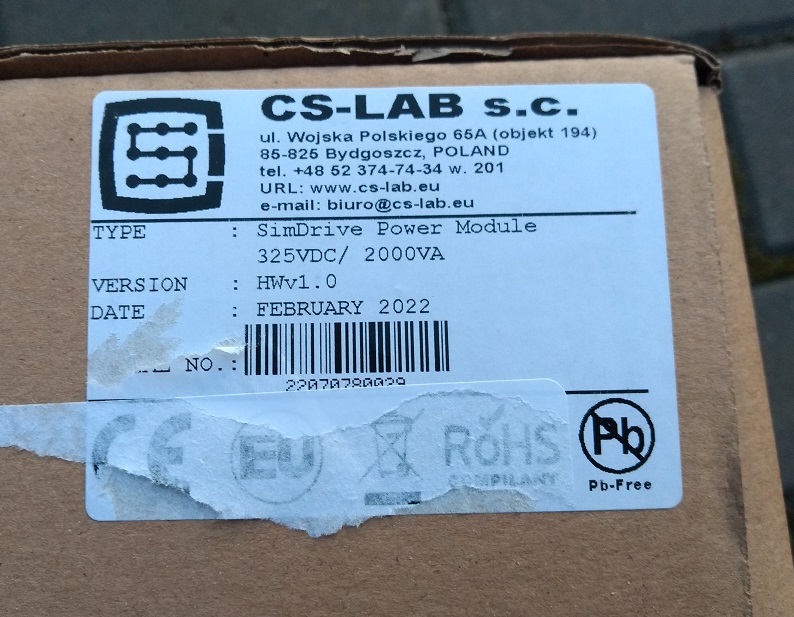 CS-LAB s.c.
ul. Wojska Polskiego 65A (objekt 194)
85-825 Bydgoszcz, POLAND
tel. +48 52 374-74-34 w. 201
URL: www.cs-lab.eu
e-mail: biuro@cs-lab.eu
TYPE : SimDrive Power Module
325VDC/ 2000VA
VERSION : HWv1.0
DATE : FEBRUARY 2022
NO.:
22070780029
CE EU RoHS Pb
COMPILANT Pb-Free